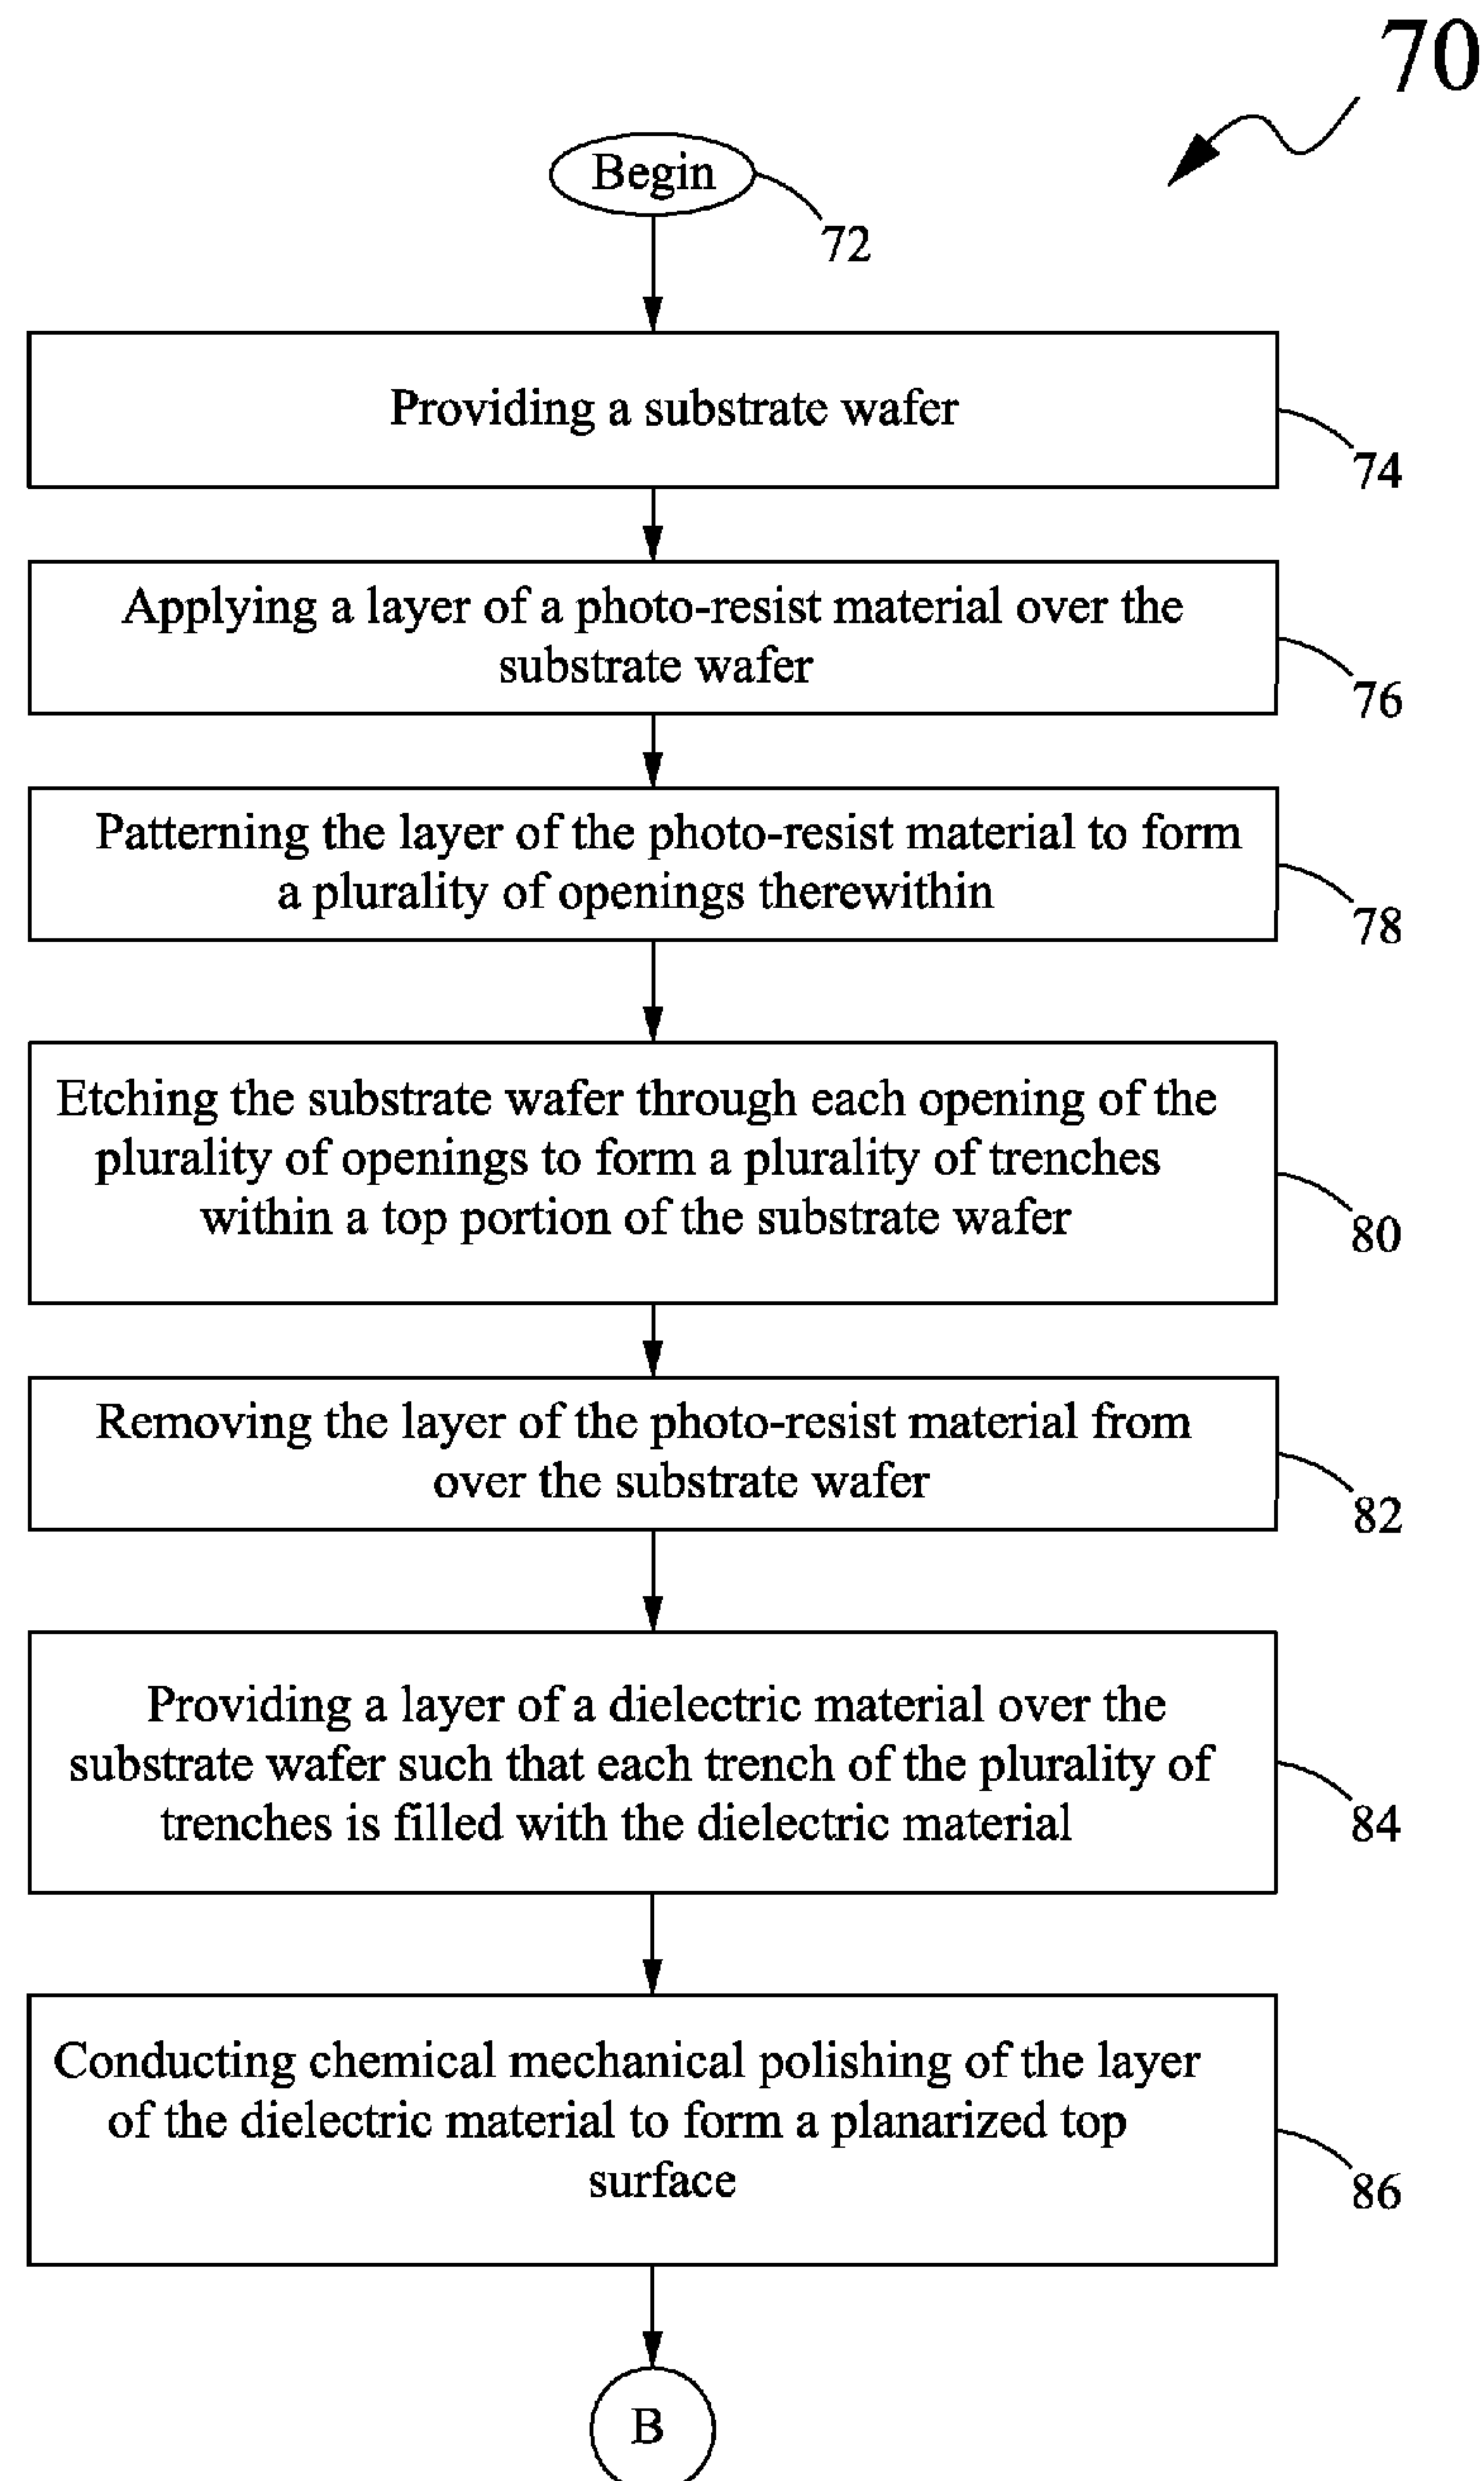 70
Begin
72
Providing a substrate wafer
74
Applying a layer of a photo-resist material over the
substrate wafer
76
Patterning the layer of the photo-resist material to form
a plurality of openings therewithin
78
Etching the substrate wafer through each opening of the
plurality of openings to form a plurality of trenches
within a top portion of the substrate wafer
80
Removing the layer of the photo-resist material from
over the substrate wafer
82
Providing a layer of a dielectric material over the
substrate wafer such that each trench of the plurality of
trenches is filled with the dielectric material
84
Conducting chemical mechanical polishing of the layer
of the dielectric material to form a planarized top
surface
86
B